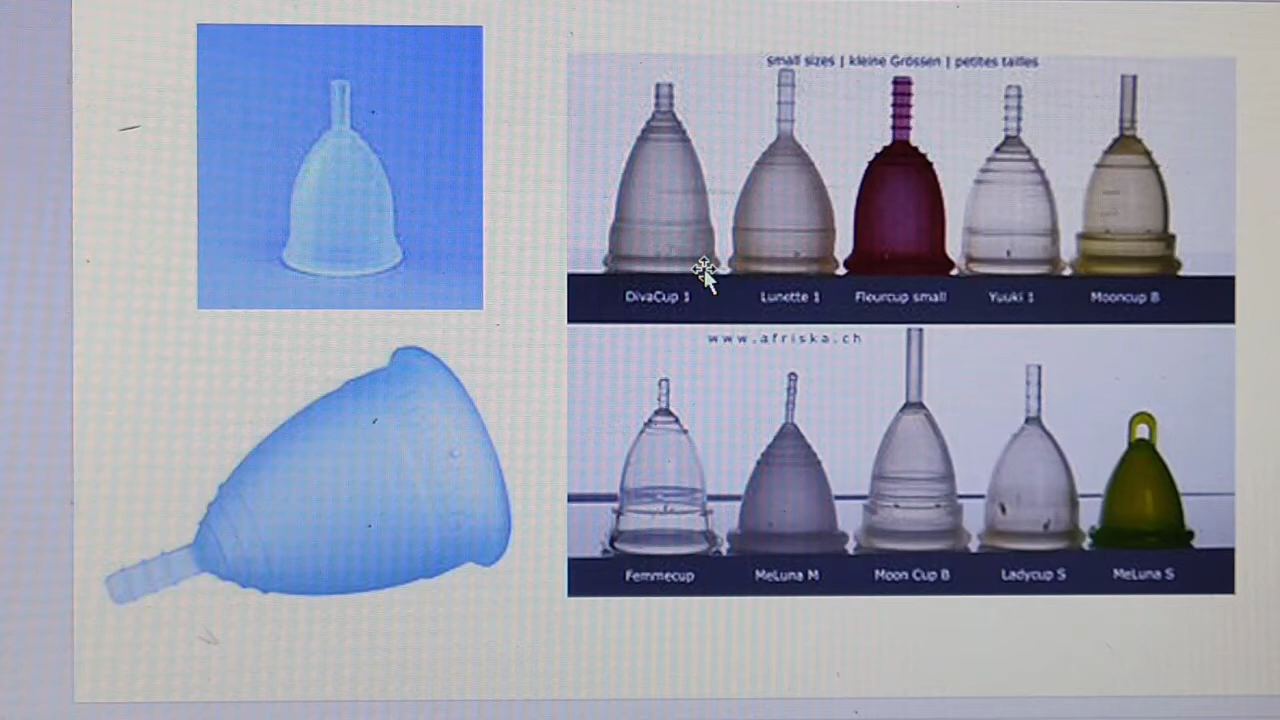 small sizes | kleine Grössen | petites tailles
DivaCup 1 Lunette 1 Fleurcup small Yuuki 1 Mooncup B
www.afriska.ch
Femmecup MeLuna M Moon Cup B Ladycup S MeLuna S